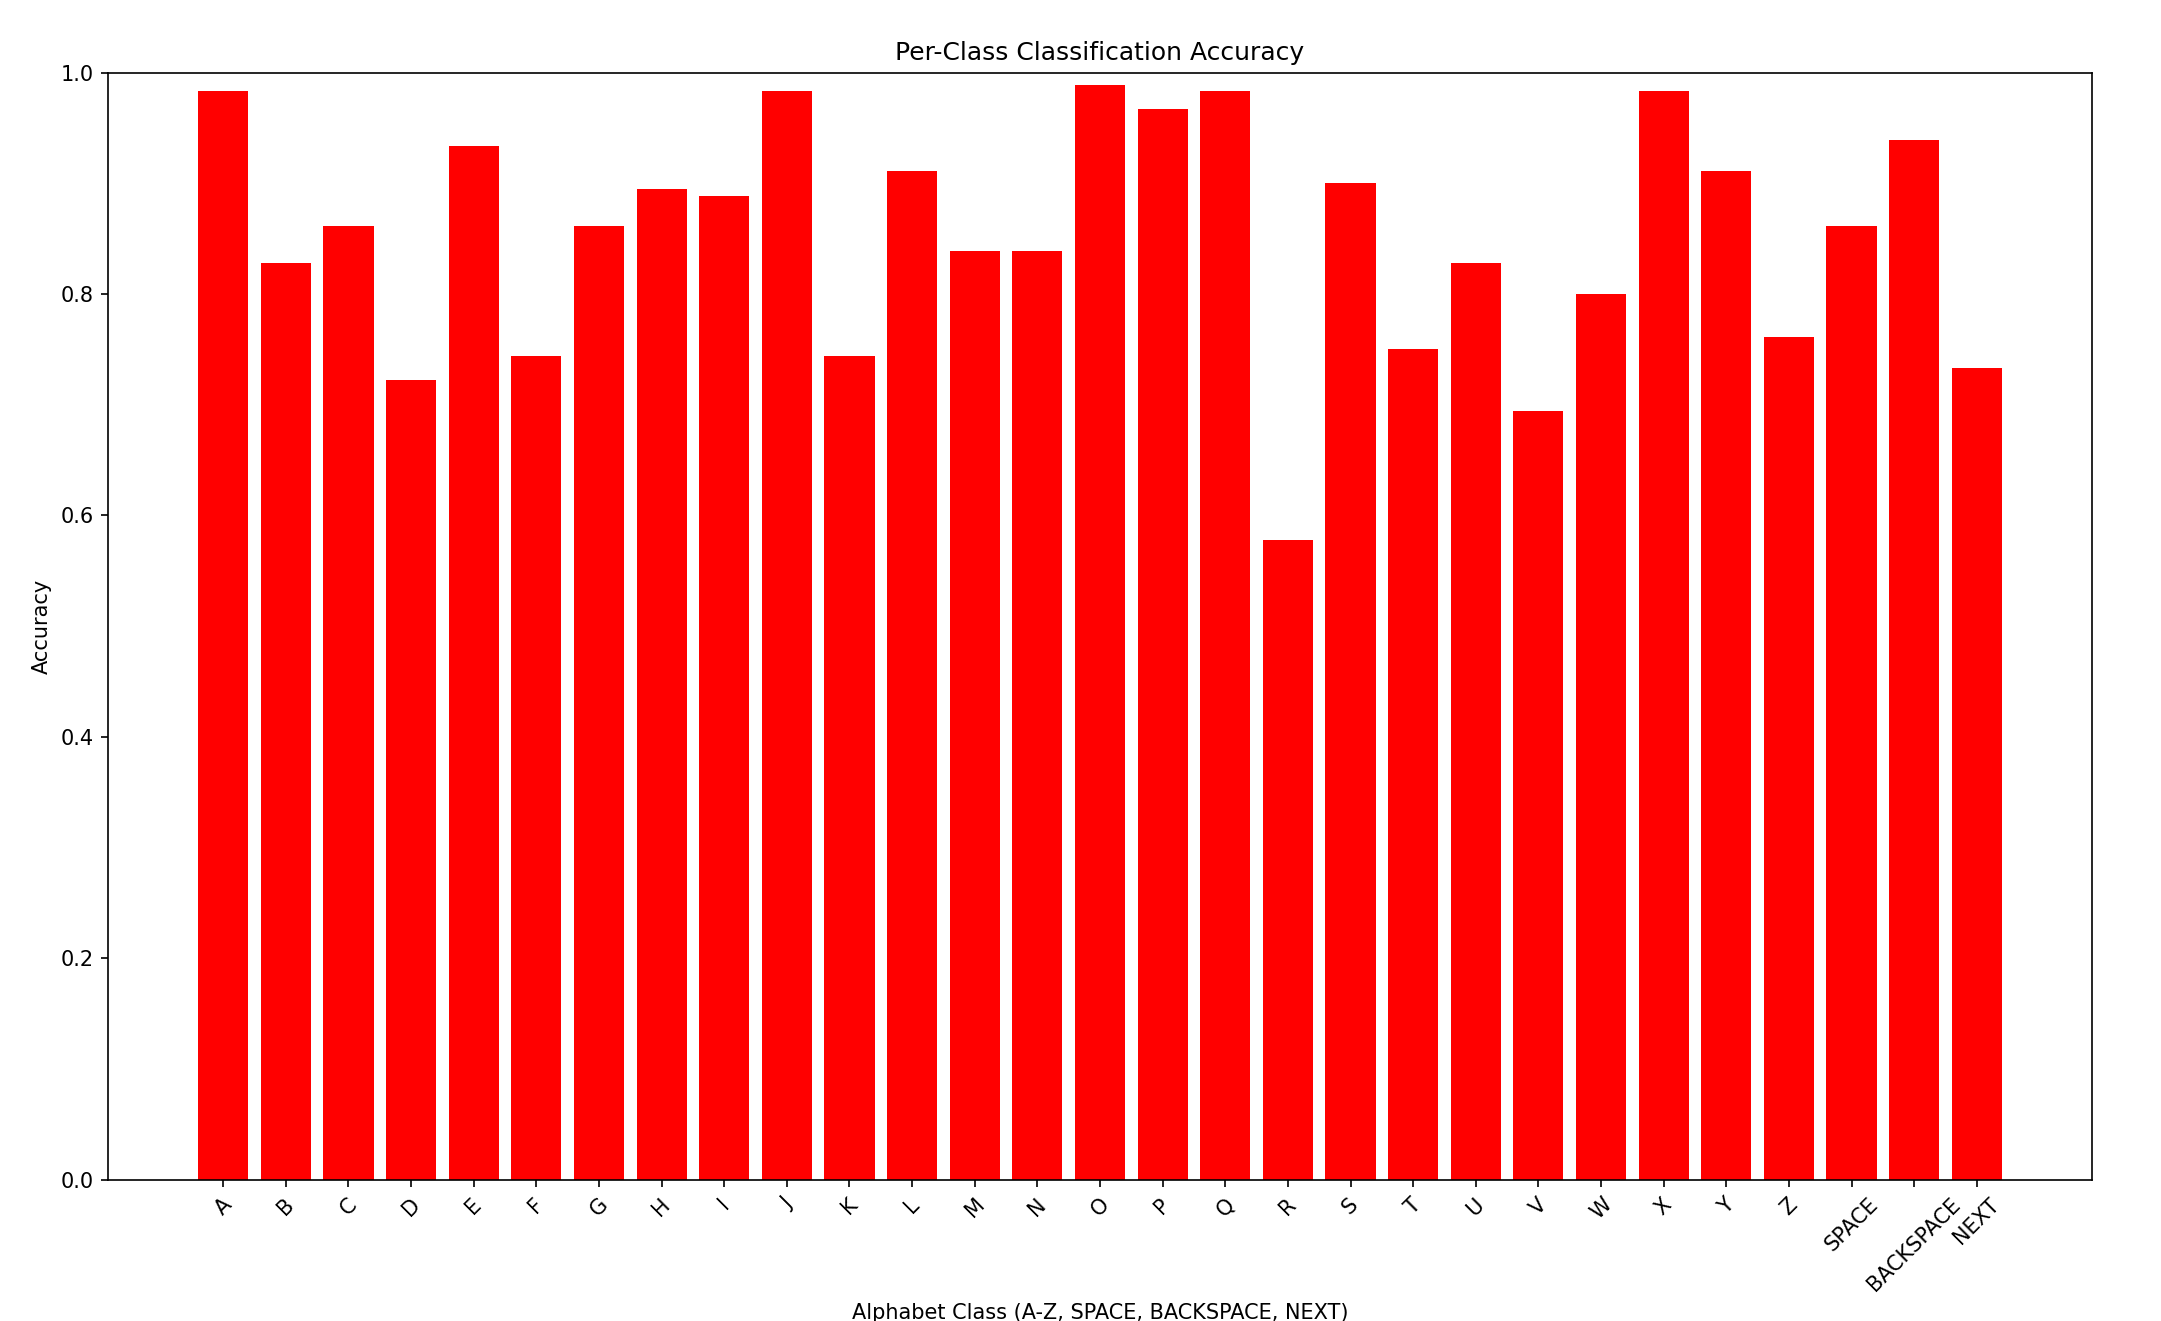 Per-Class Classification Accuracy
1.0
0.8
0.6
0.4
0.2
0.0
Accuracy
A B C D E F G H I J K L M N O P Q R S T U V W X Y Z SPACE BACKSPACE NEXT
Alphabet Class (A-Z, SPACE, BACKSPACE, NEXT)